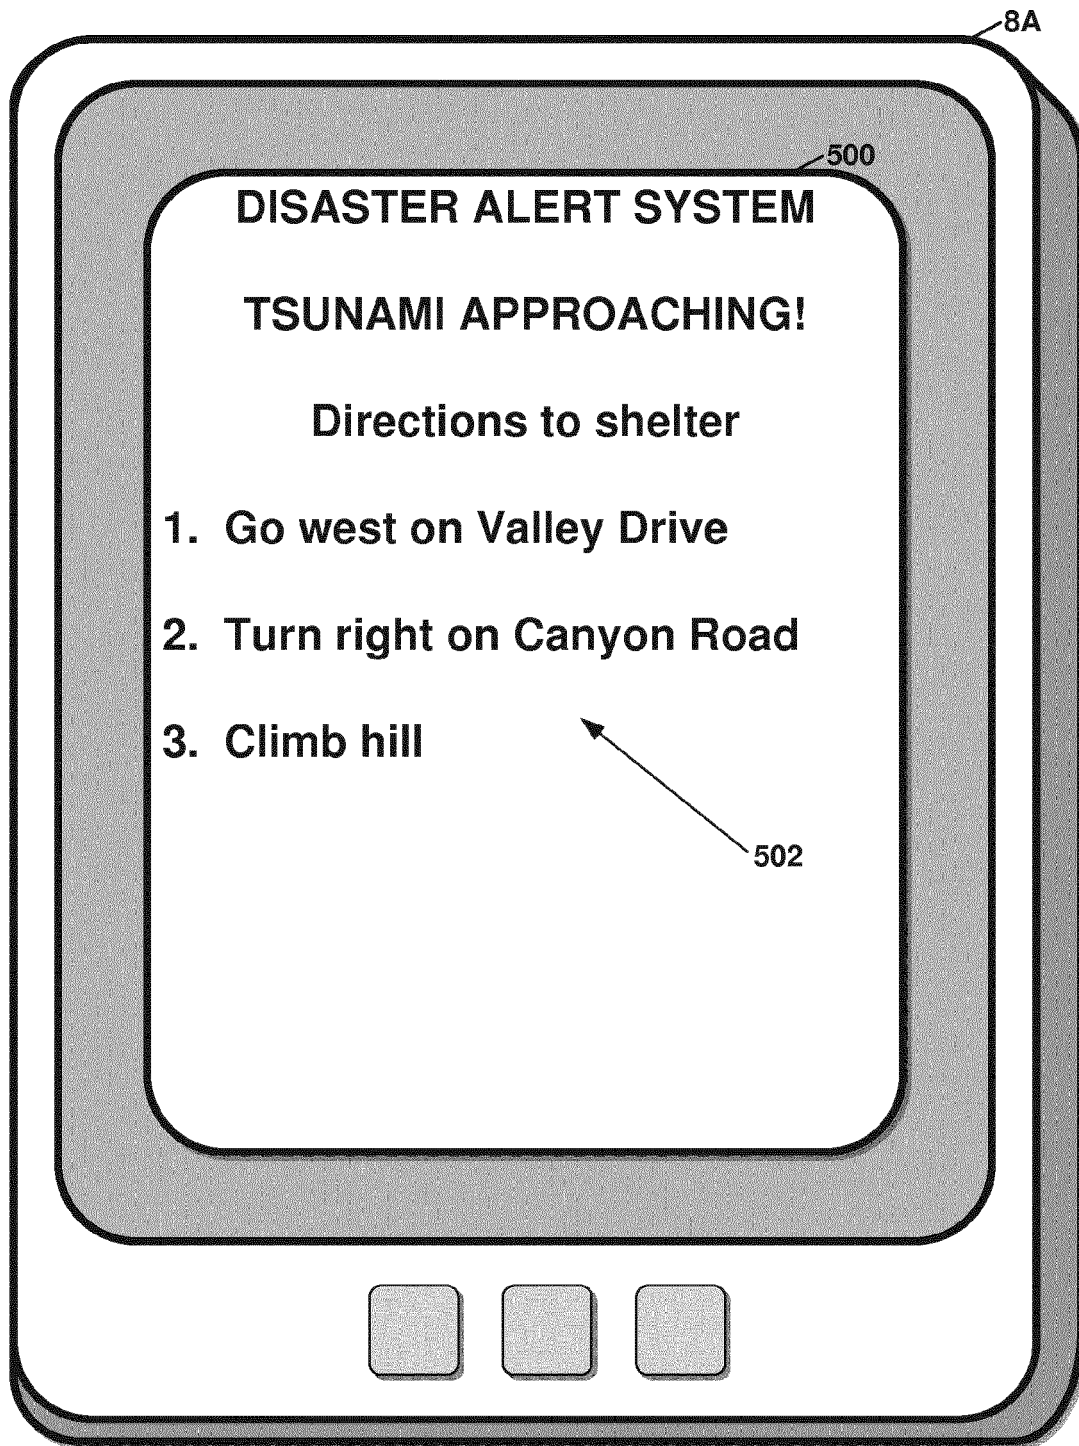 8A
500
DISASTER ALERT SYSTEM
TSUNAMI APPROACHING!
Directions to shelter
1. Go west on Valley Drive
2. Turn right on Canyon Road
3. Climb hill
502